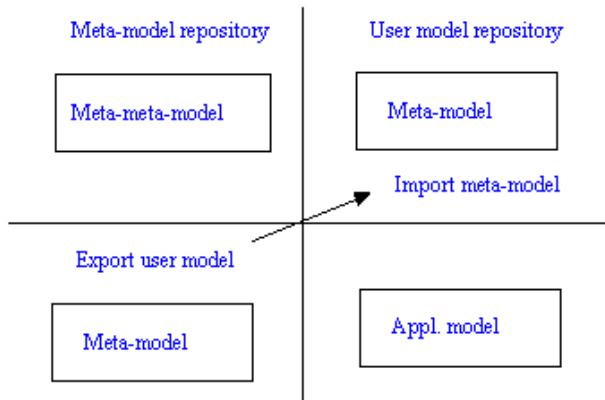 Meta-model repository
User model repository
Meta-meta-model
Meta-model
Import meta-model
Export user model
Meta-model
Appl. model